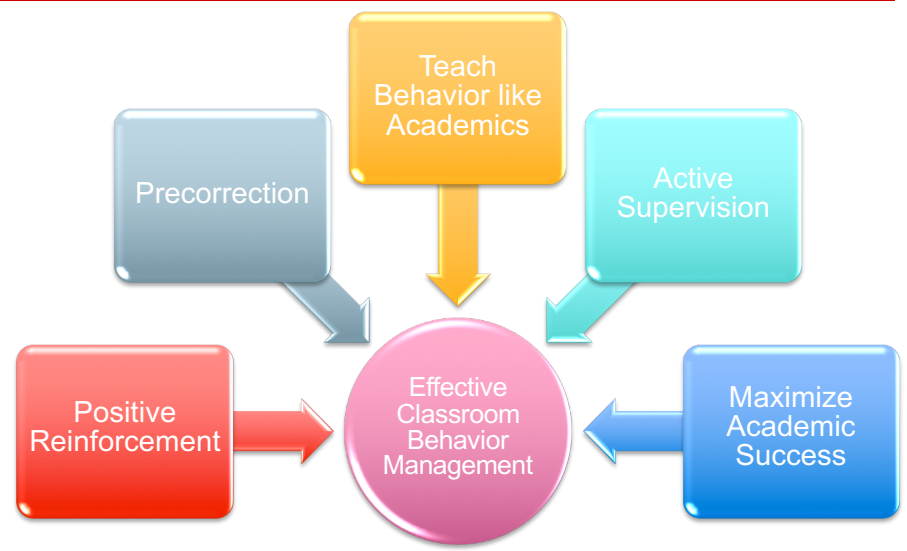 Teach
Behavior like
Academics
Precorrection
Active
Supervision
Positive
Reinforcement
Effective
Classroom
Behavior
Management
Maximize
Academic
Success